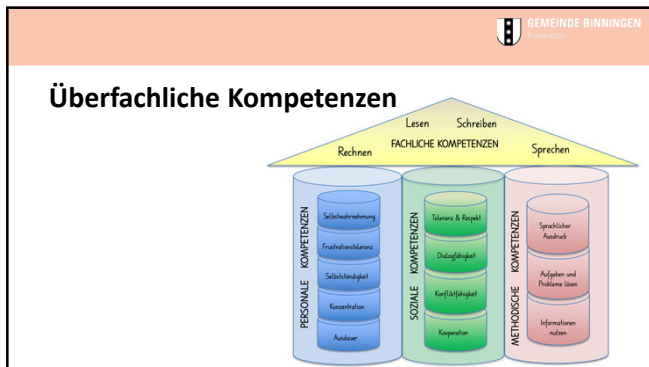 GEMEINDE BINNINGEN
Primarstufe
Überfachliche Kompetenzen
Lesen Schreiben
Rechnen FACHLICHE KOMPETENZEN Sprechen
PERSONALE KOMPETENZEN
Selbstwahrnehmung
Frustrationstoleranz
Selbstständigkeit
Konzentration
Ausdauer
SOZIALE KOMPETENZEN
Toleranz & Respekt
Dialogfähigkeit
Konfliktfähigkeit
Kooperation
METHODISCHE KOMPETENZEN
Sprachlicher
Ausdruck
Aufgaben und
Probleme lösen
Informationen
nutzen